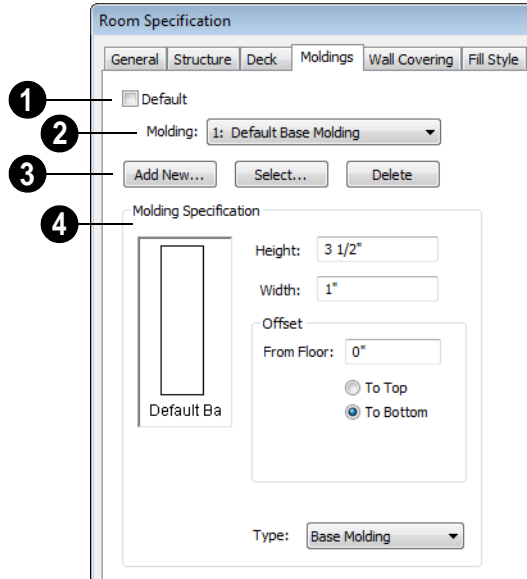 Room Specification
General Structure Deck Moldings Wall Covering Fill Style
1 Default
2 Molding: 1: Default Base Molding
3 Add New... Select... Delete
4 Molding Specification
Height: 3 1/2"
Width: 1"
Offset
From Floor: 0"
To Top
Default Ba To Bottom
Type: Base Molding